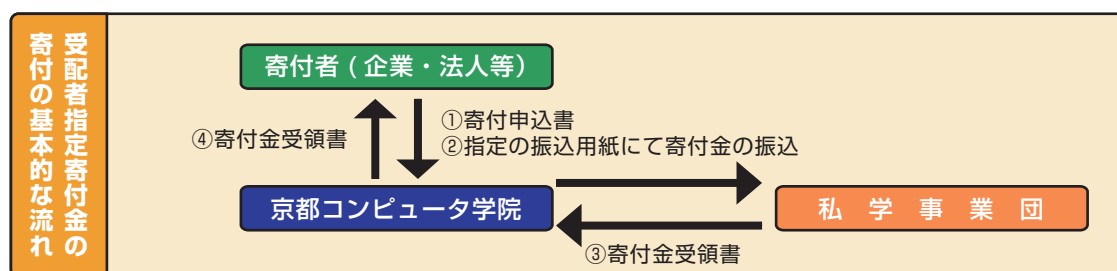 受配者指定寄付金の
寄付の基本的な流れ
寄付者 ( 企業・法人等）
①寄付申込書
②指定の振込用紙にて寄付金の振込
④寄付金受領書
京都コンピュータ学院
私学事業団
③寄付金受領書